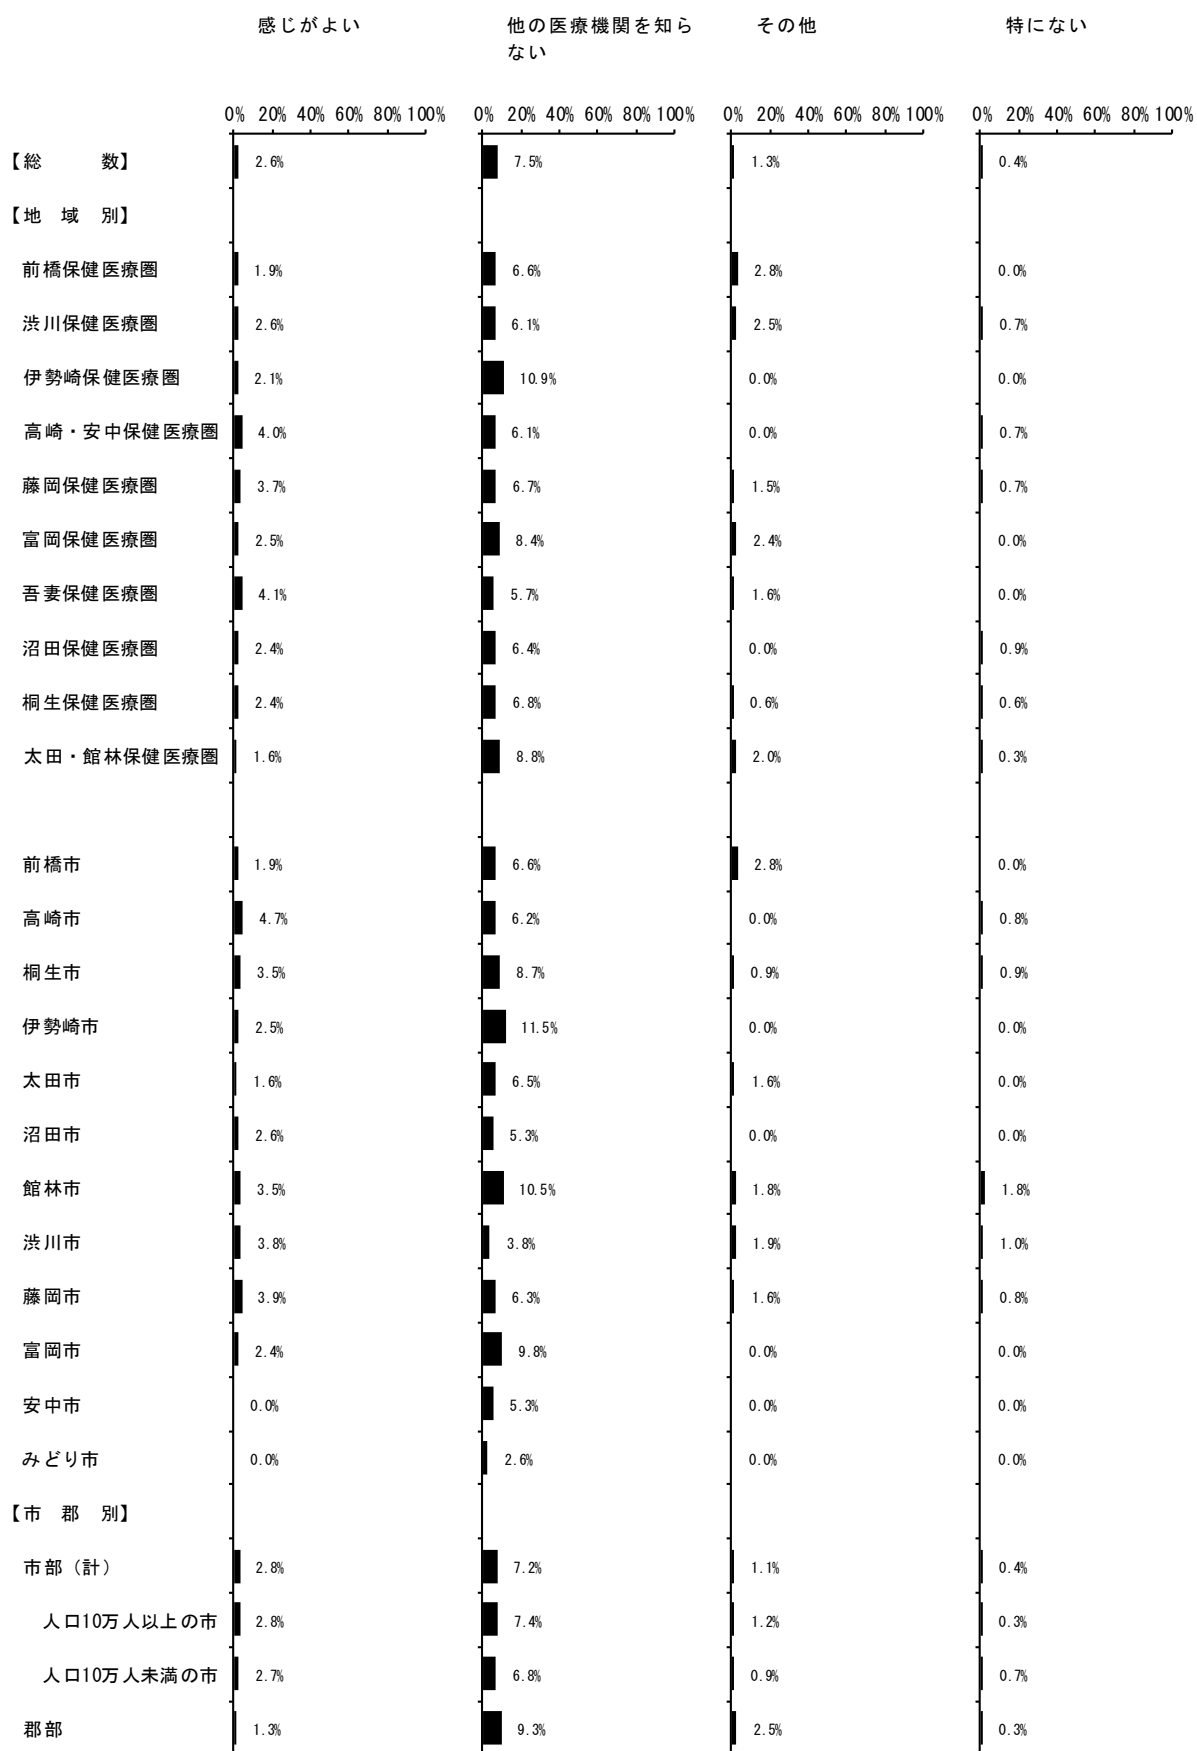 感じがよい 他の医療機関を知ら その他 特にない
ない
0% 20% 40% 60% 80% 100% 0% 20% 40% 60% 80% 100% 0% 20% 40% 60% 80% 100% 0% 20% 40% 60% 80% 100%
【総 数】 2.6% 7.5% 1.3% 0.4%
【地 域 別】
前橋保健医療圏 1.9% 6.6% 2.8% 0.0%
渋川保健医療圏 2.6% 6.1% 2.5% 0.7%
伊勢崎保健医療圏 2.1% 10.9% 0.0% 0.0%
高崎・安中保健医療圏 4.0% 6.1% 0.0% 0.7%
藤岡保健医療圏 3.7% 6.7% 1.5% 0.7%
富岡保健医療圏 2.5% 8.4% 2.4% 0.0%
吾妻保健医療圏 4.1% 5.7% 1.6% 0.0%
沼田保健医療圏 2.4% 6.4% 0.0% 0.9%
桐生保健医療圏 2.4% 6.8% 0.6% 0.6%
太田・館林保健医療圏 1.6% 8.8% 2.0% 0.3%
前橋市 1.9% 6.6% 2.8% 0.0%
高崎市 4.7% 6.2% 0.0% 0.8%
桐生市 3.5% 8.7% 0.9% 0.9%
伊勢崎市 2.5% 11.5% 0.0% 0.0%
太田市 1.6% 6.5% 1.6% 0.0%
沼田市 2.6% 5.3% 0.0% 0.0%
館林市 3.5% 10.5% 1.8% 1.8%
渋川市 3.8% 3.8% 1.9% 1.0%
藤岡市 3.9% 6.3% 1.6% 0.8%
富岡市 2.4% 9.8% 0.0% 0.0%
安中市 0.0% 5.3% 0.0% 0.0%
みどり市 0.0% 2.6% 0.0% 0.0%
【市 郡 別】
市部（計） 2.8% 7.2% 1.1% 0.4%
人口10万人以上の市 2.8% 7.4% 1.2% 0.3%
人口10万人未満の市 2.7% 6.8% 0.9% 0.7%
郡部 1.3% 9.3% 2.5% 0.3%